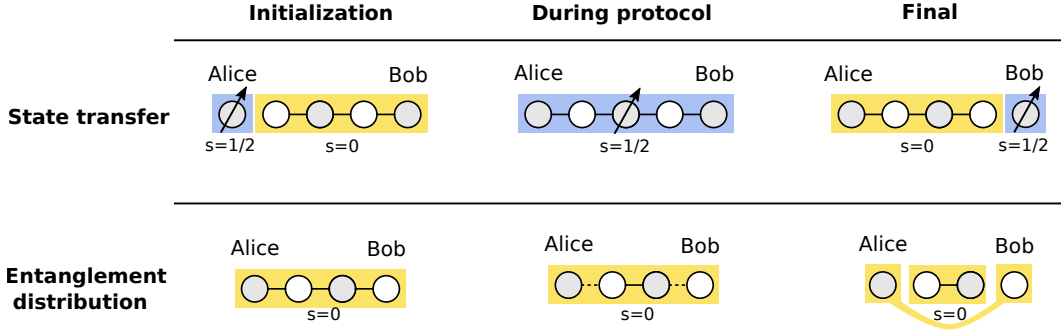 Initialization During protocol Final
Alice Bob Alice Bob Alice Bob
State transfer
s=1/2 s=0 s=1/2 s=0 s=1/2
Alice Bob Alice Bob Alice Bob
Entanglement
distribution
s=0 s=0 s=0